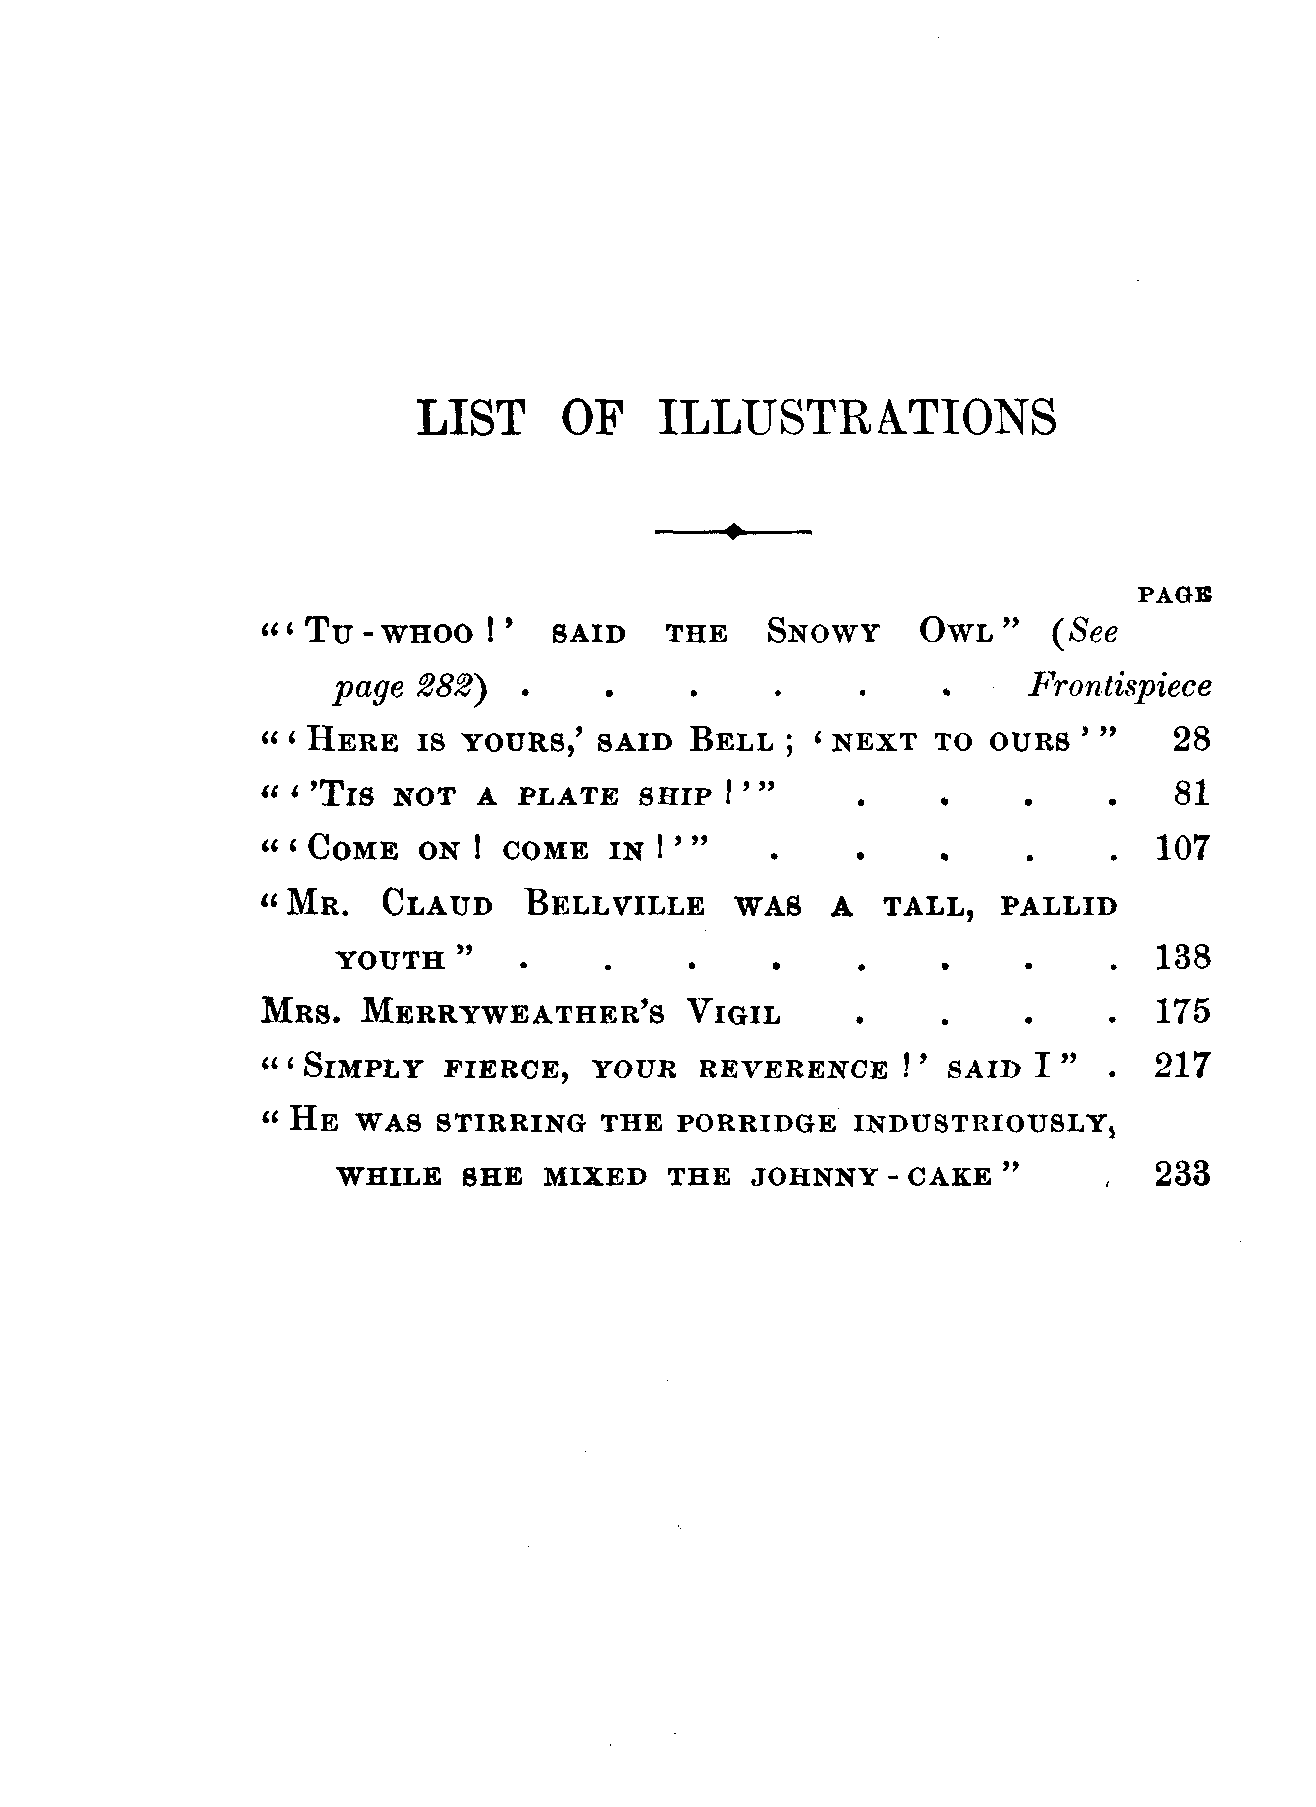 LIST OF ILLUSTRATIONS
PAGE
"'Tu-whoo!' said the Snowy Owl" (See
page 282) . . . . . . Frontispiece
"'Here is yours,' said Bell; 'next to ours'" 28
"''Tis not a plate ship!'" . . . . 81
"'Come on! come in!'" . . . . . 107
"Mr. Claud Bellville was a tall, pallid
youth" . . . . . . . . 138
Mrs. Merryweather's Vigil . . . . 175
"'Simply fierce, your reverence!' said I" . 217
"He was stirring the porridge industriously,
while she mixed the johnny-cake" . 233